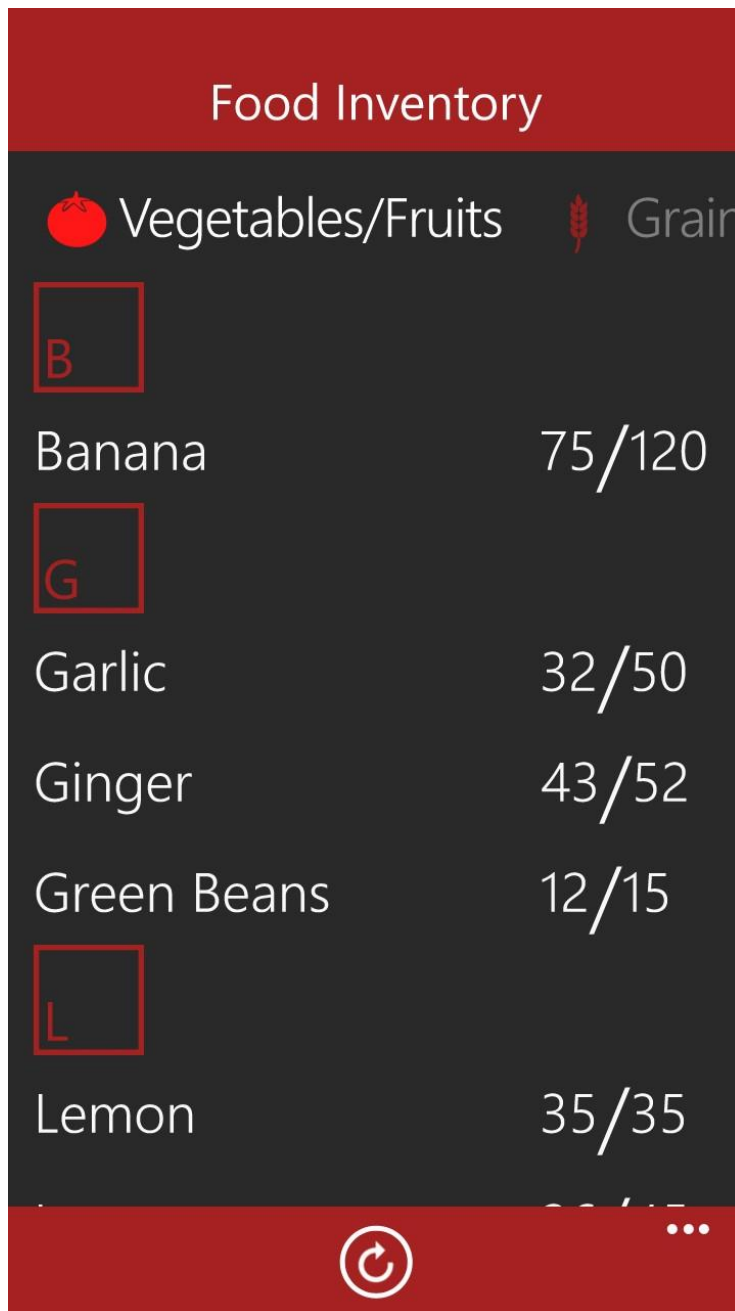 Food Inventory
Vegetables/Fruits Grain
B
Banana 75/120
G
Garlic 32/50
Ginger 43/52
Green Beans 12/15
L
Lemon 35/35